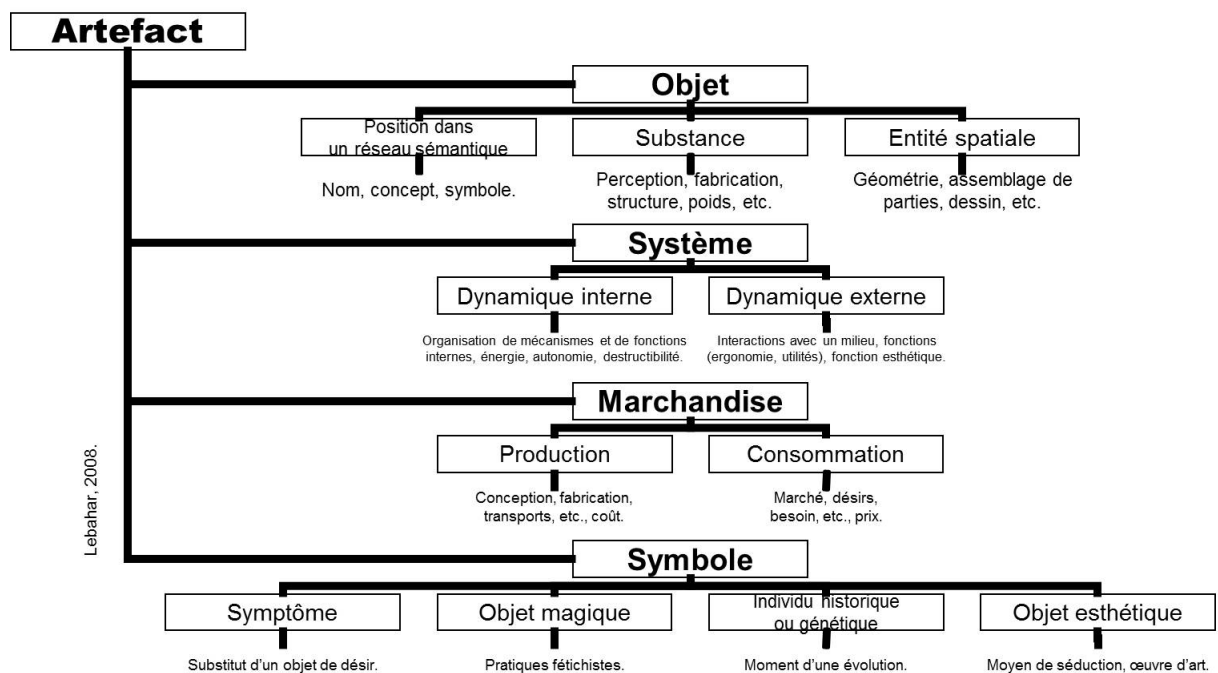 Artefact
Objet
Position dans
un réseau sémantique
Substance
Entité spatiale
Nom, concept, symbole.
Perception, fabrication,
structure, poids, etc.
Géométrie, assemblage de
parties, dessin, etc.
Système
Dynamique interne
Dynamique externe
Organisation de mécanismes et de fonctions
internes, énergie, autonomie, destructibilité.
Interactions avec un milieu, fonctions
(ergonomie, utilités), fonction esthétique.
Marchandise
Production
Consommation
Conception, fabrication,
transports, etc., coût.
Marché, désirs,
besoin, etc., prix.
Symbole
Symptôme
Objet magique
Individu historique
ou génétique
Objet esthétique
Substitut d'un objet de désir.
Pratiques fétichistes.
Moment d'une évolution.
Moyen de séduction, œuvre d'art.
Lebahar, 2008.